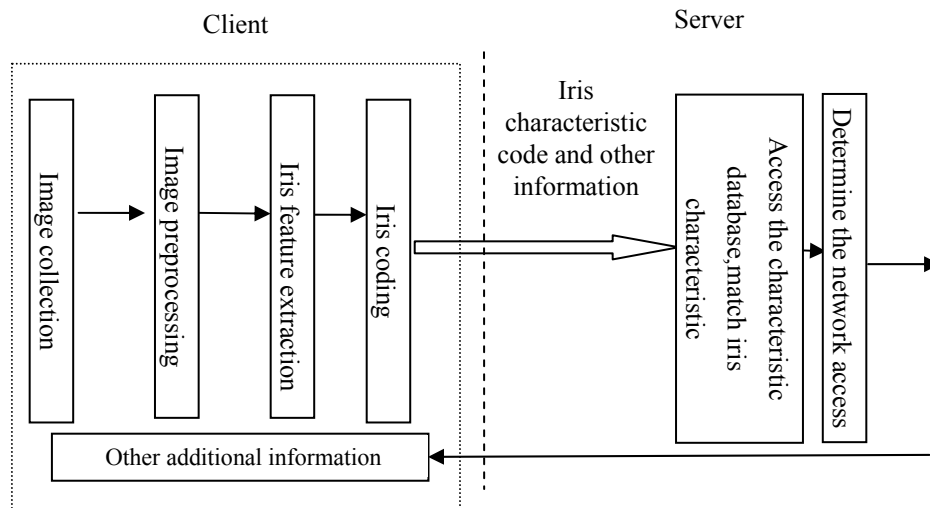 Client
Server
Image collection
Image preprocessing
Iris feature extraction
Iris coding
Iris
characteristic
code and other
information
Access the characteristic
database,match iris
characteristic
Determine the network access
Other additional information